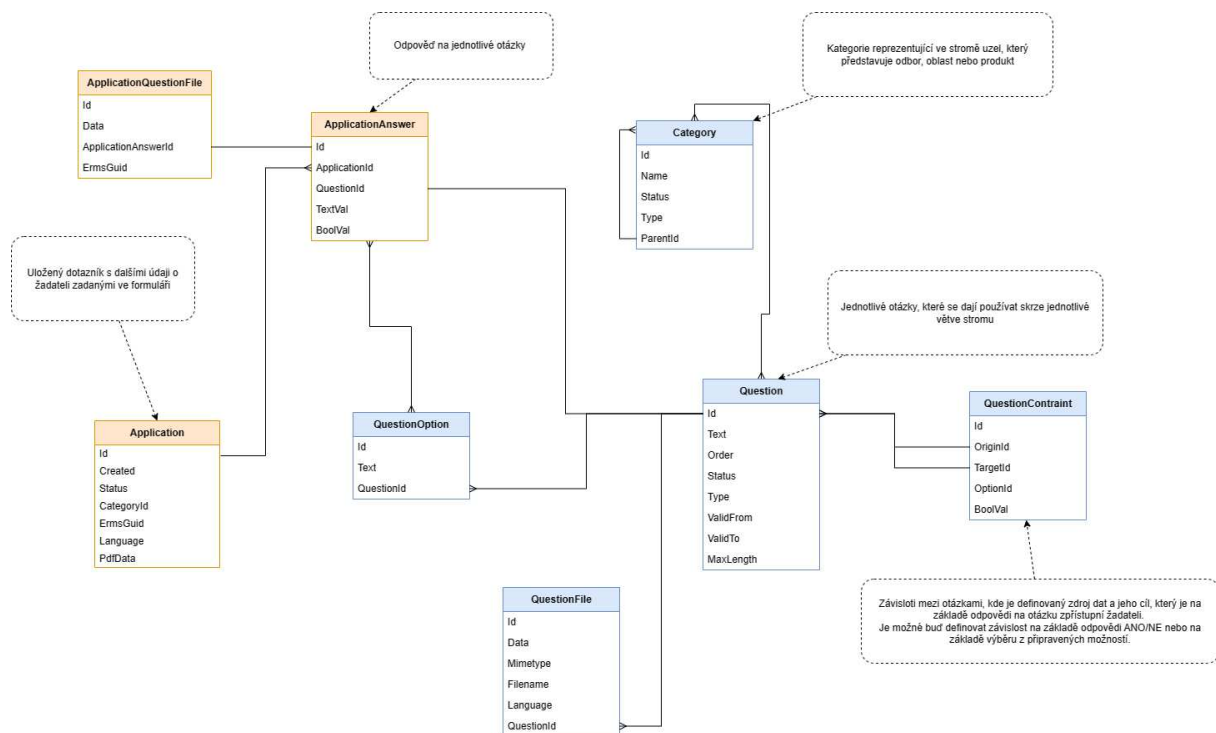 Odpověď na jednotlivé otázky
Kategorie reprezentující ve stromě uzel, který
představuje odbor, oblast nebo produkt
ApplicationQuestionFile
Id
Data
ApplicationAnswerId
ErmsGuid
ApplicationAnswer
Id
ApplicationId
QuestionId
TextVal
BoolVal
Category
Id
Name
Status
Type
ParentId
Uložený dotazník s dalšími údaji o
žadateli zadanými ve formuláři
Jednotlivé otázky, které se dají používat skrze jednotlivé
větve stromu
Application
Id
Created
Status
CategoryId
ErmsGuid
Language
PdfData
QuestionOption
Id
Text
QuestionId
Question
Id
Text
Order
Status
Type
ValidFrom
ValidTo
MaxLength
QuestionContraint
Id
OriginId
TargetId
OptionId
BoolVal
QuestionFile
Id
Data
Mimetype
Filename
Language
QuestionId
Závisloti mezi otázkami, kde je definovaný zdroj dat a jeho cíl, který je na
základě odpovědi na otázku zpřístupní žadateli.
Je možné buď definovat závislost na základě odpovědi ANO/NE nebo na
základě výběru z připravených možností.